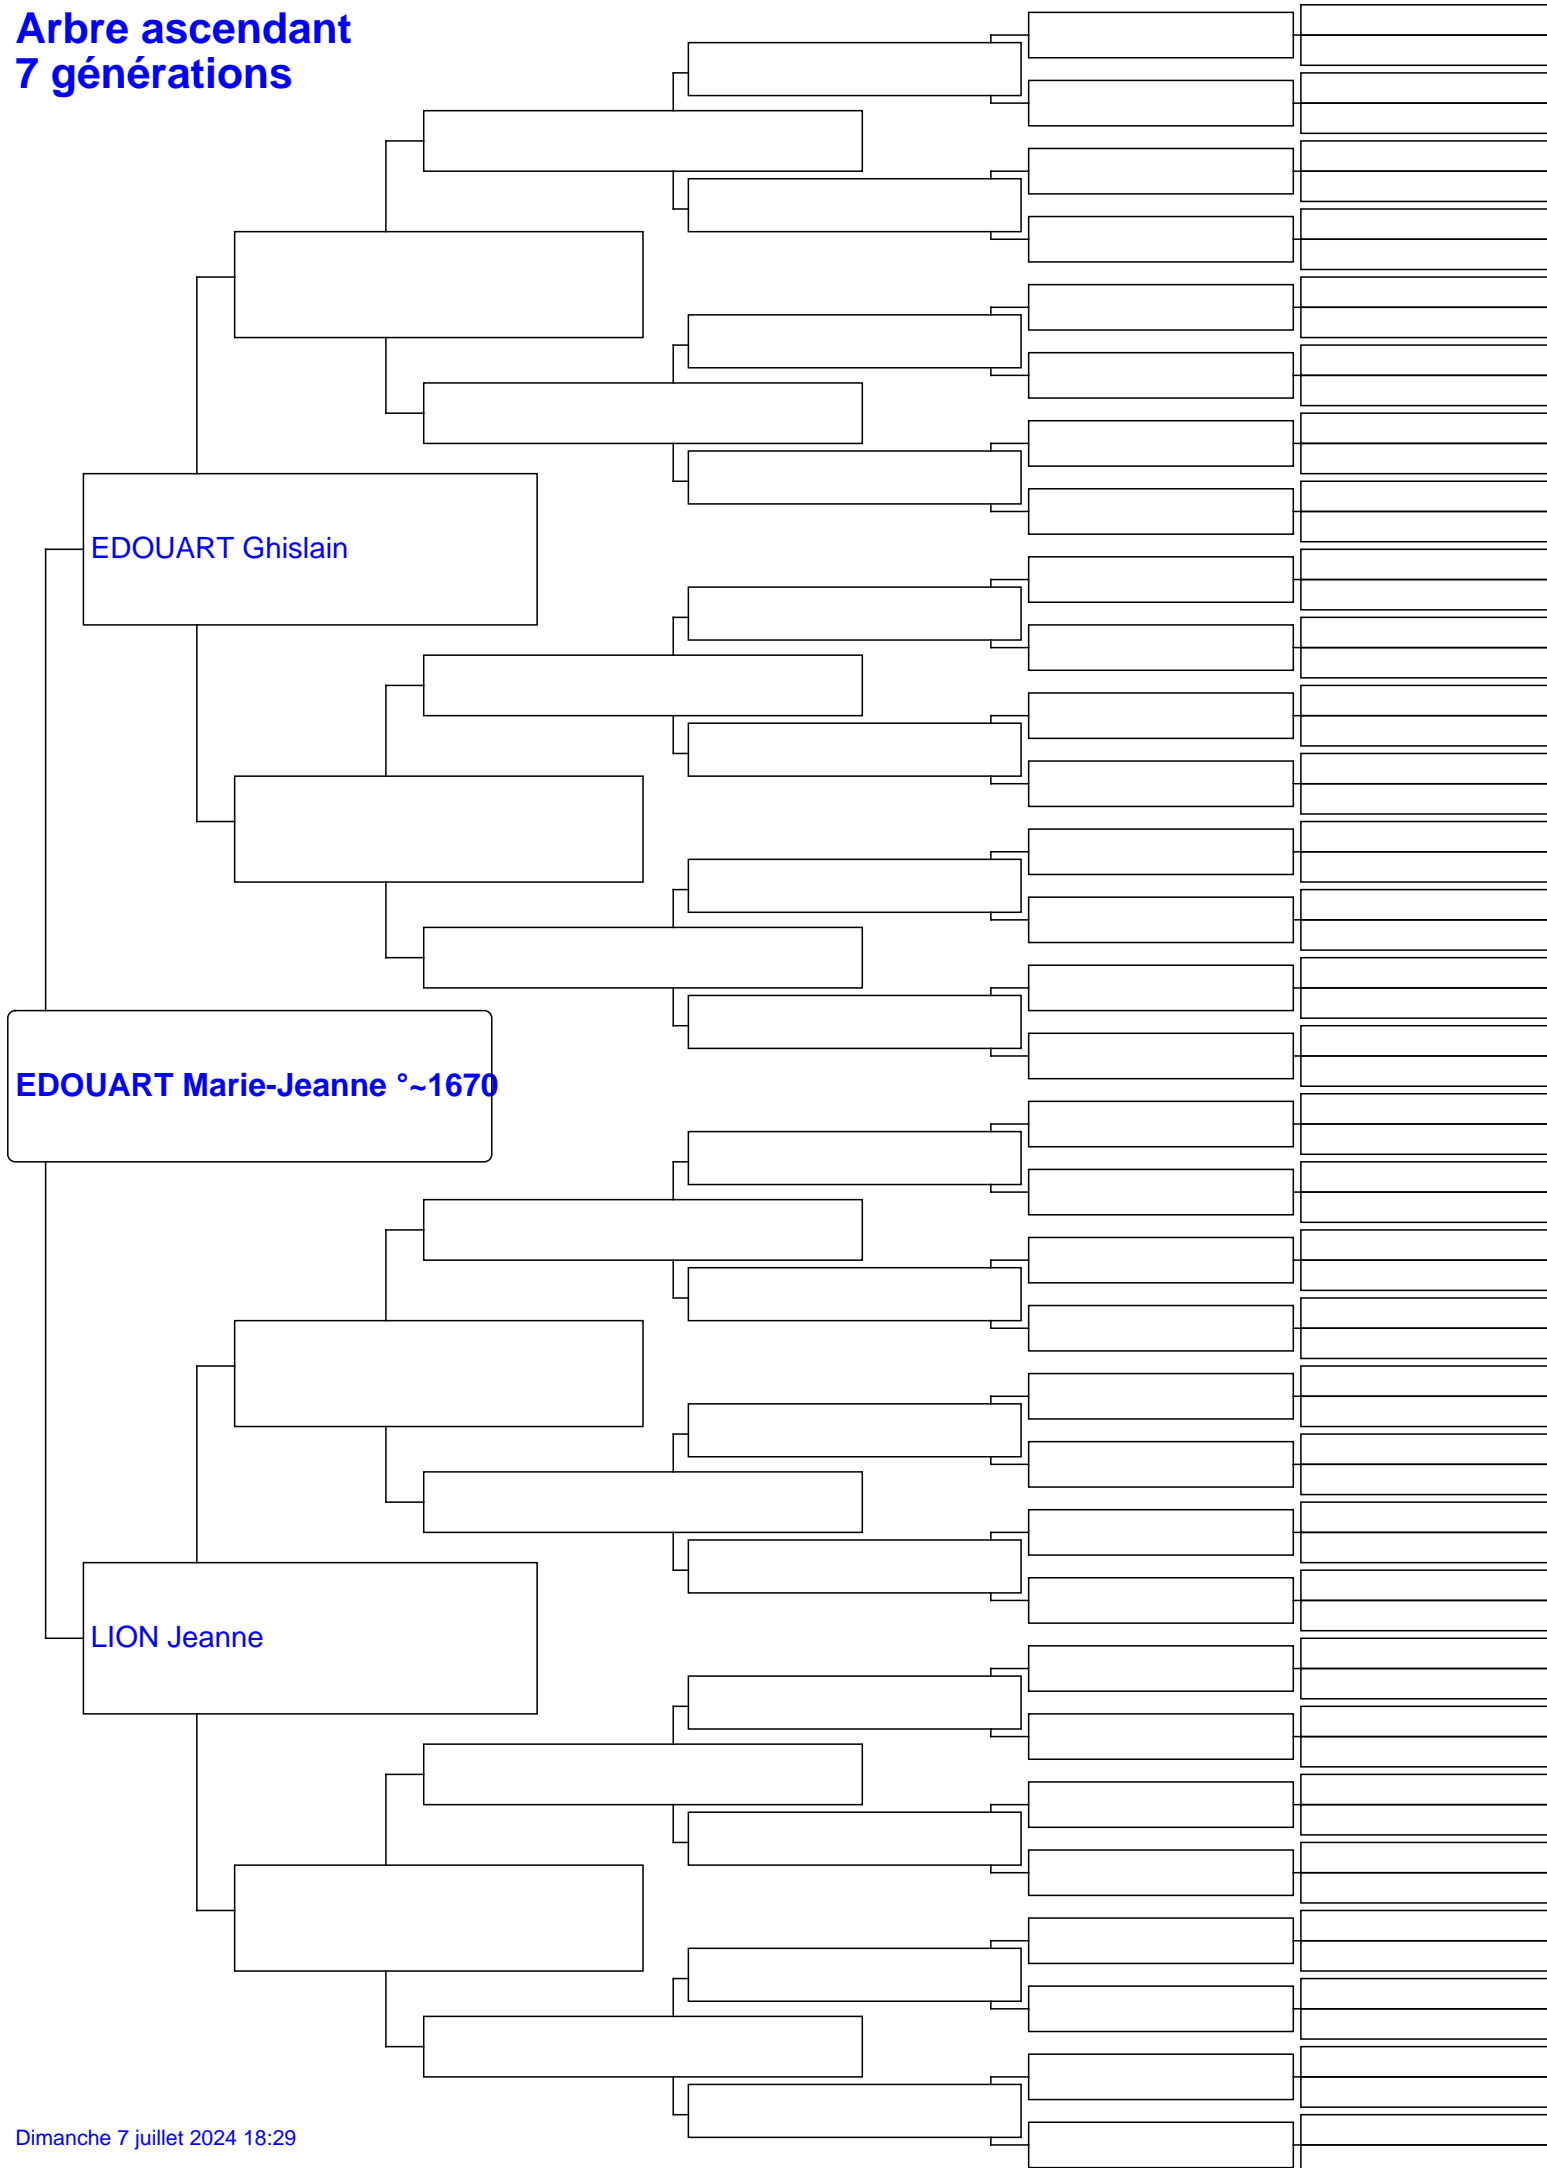 Arbre ascendant
7 générations
EDOUART Ghislain
EDOUART Marie-Jeanne °~1670
LION Jeanne
Dimanche 7 juillet 2024 18:29